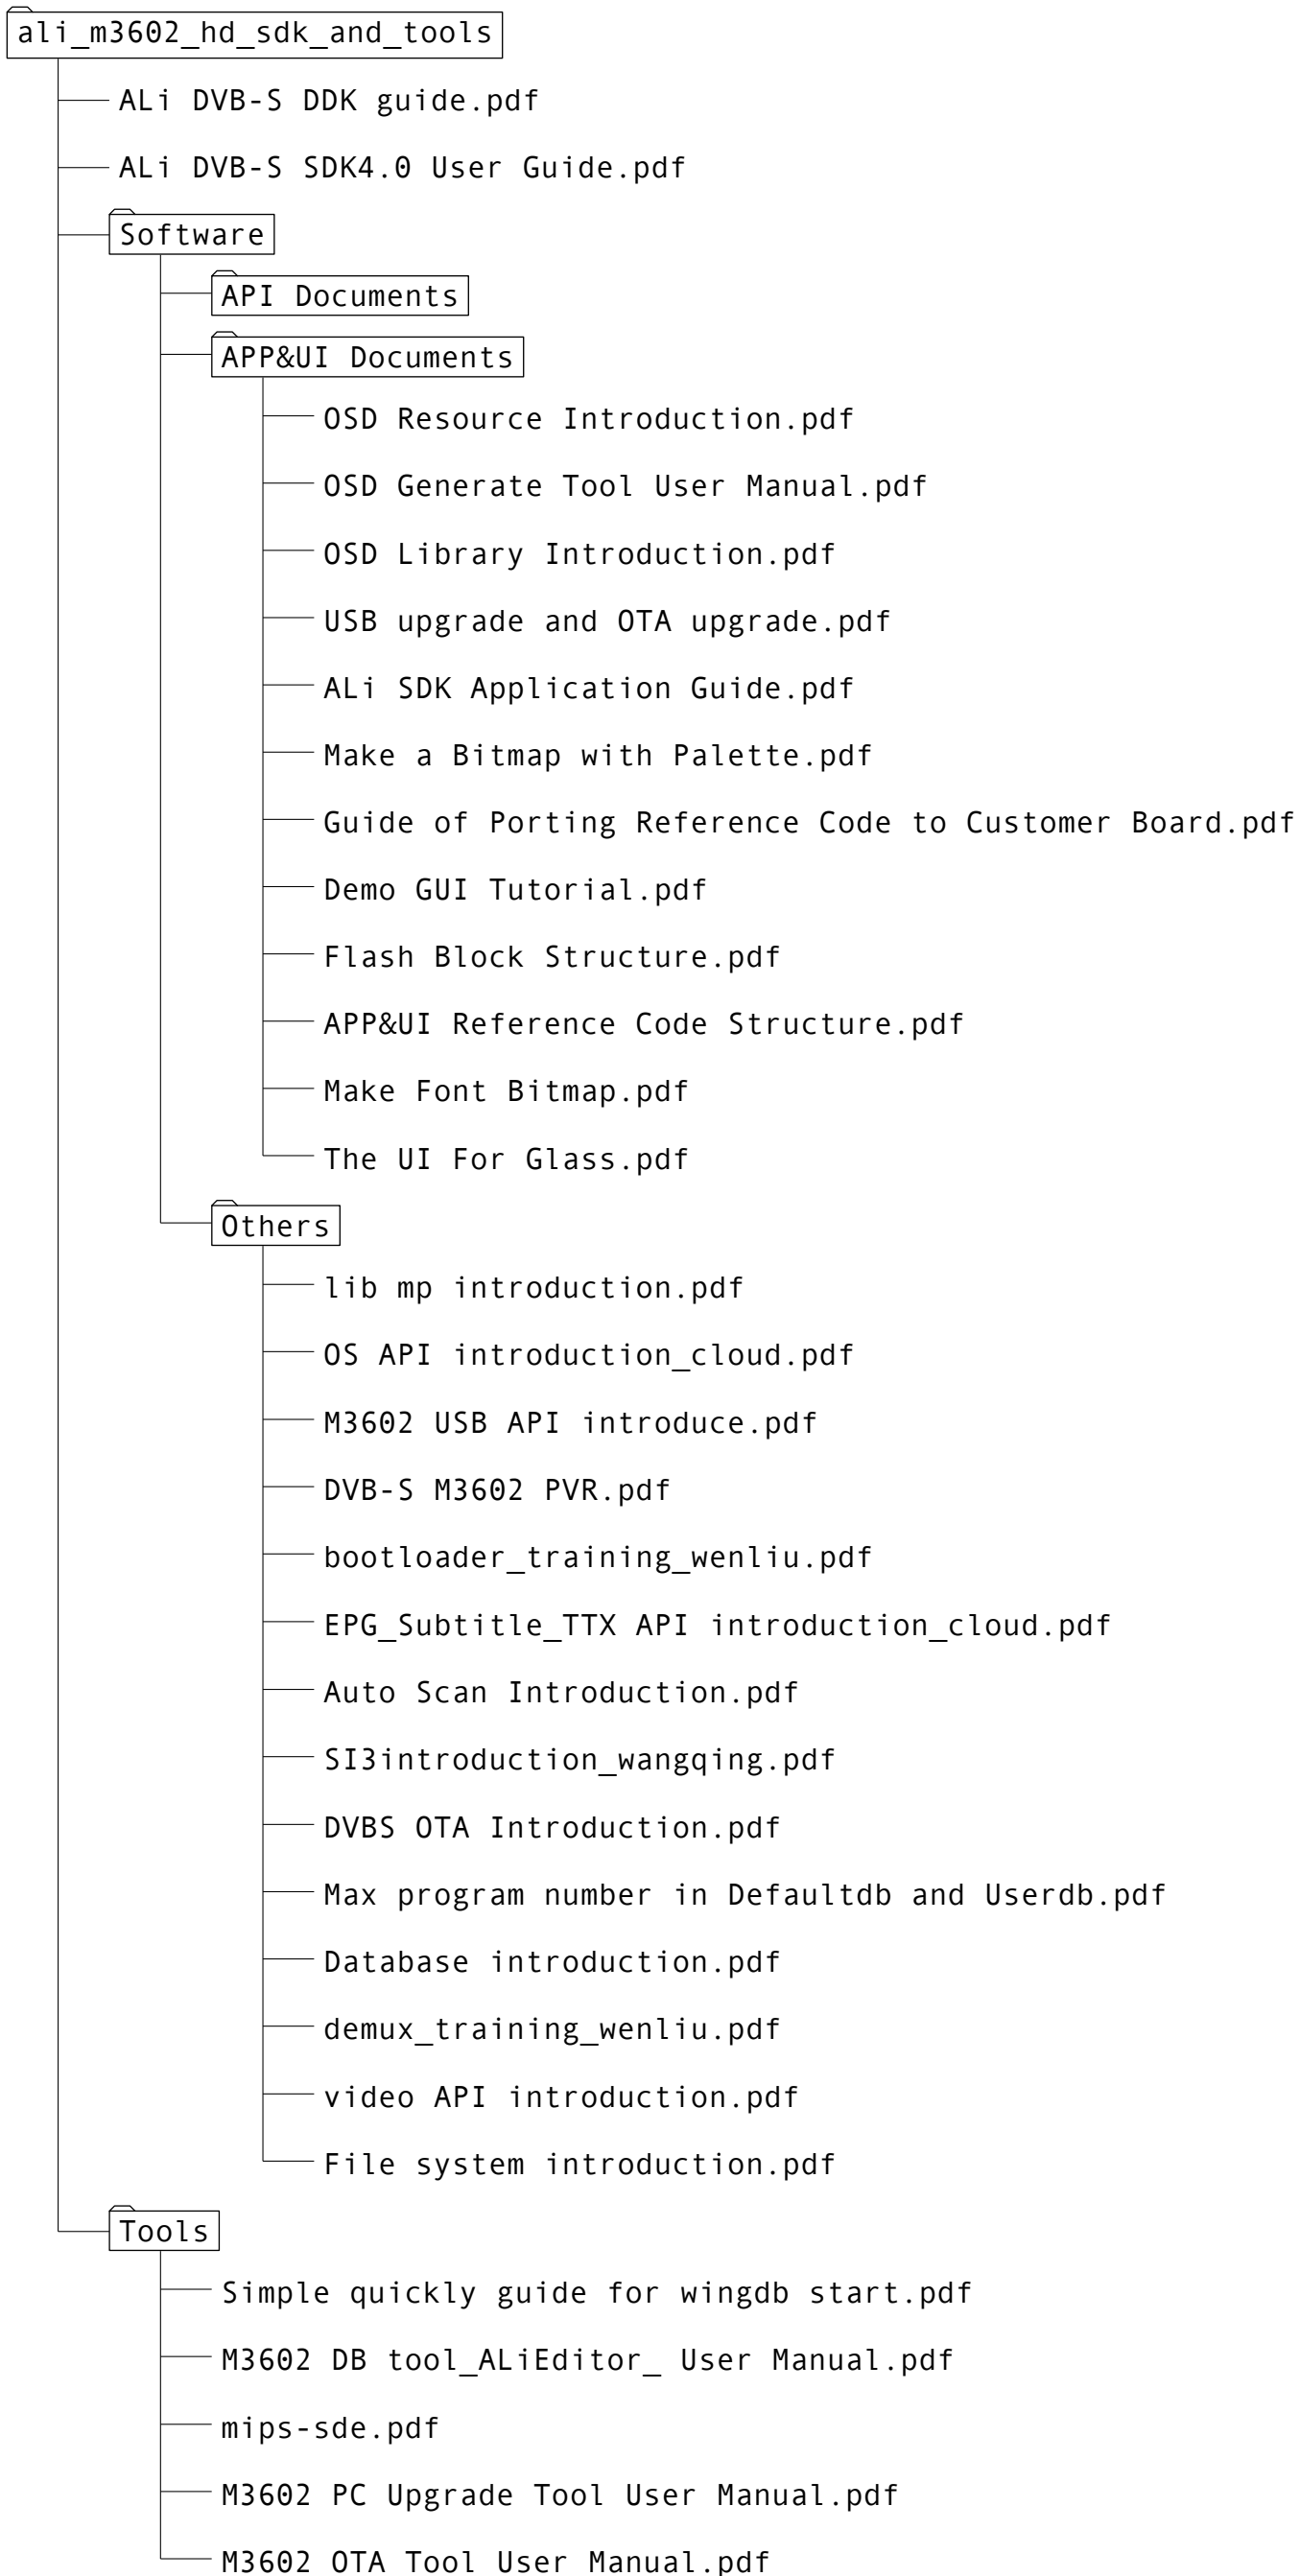 ali_m3602_hd_sdk_and_tools
ALi DVB-S DDK guide.pdf
ALi DVB-S SDK4.0 User Guide.pdf
Software
API Documents
APP&UI Documents
OSD Resource Introduction.pdf
OSD Generate Tool User Manual.pdf
OSD Library Introduction.pdf
USB upgrade and OTA upgrade.pdf
ALi SDK Application Guide.pdf
Make a Bitmap with Palette.pdf
Guide of Porting Reference Code to Customer Board.pdf
Demo GUI Tutorial.pdf
Flash Block Structure.pdf
APP&UI Reference Code Structure.pdf
Make Font Bitmap.pdf
The UI For Glass.pdf
Others
lib mp introduction.pdf
OS API introduction_cloud.pdf
M3602 USB API introduce.pdf
DVB-S M3602 PVR.pdf
bootloader_training_wenliu.pdf
EPG_Subtitle_TTX API introduction_cloud.pdf
Auto Scan Introduction.pdf
SI3introduction_wangqing.pdf
DVBS OTA Introduction.pdf
Max program number in Defaultdb and Userdb.pdf
Database introduction.pdf
demux_training_wenliu.pdf
video API introduction.pdf
File system introduction.pdf
Tools
Simple quickly guide for wingdb start.pdf
M3602 DB tool_ALiEditor_ User Manual.pdf
mips-sde.pdf
M3602 PC Upgrade Tool User Manual.pdf
M3602 OTA Tool User Manual.pdf